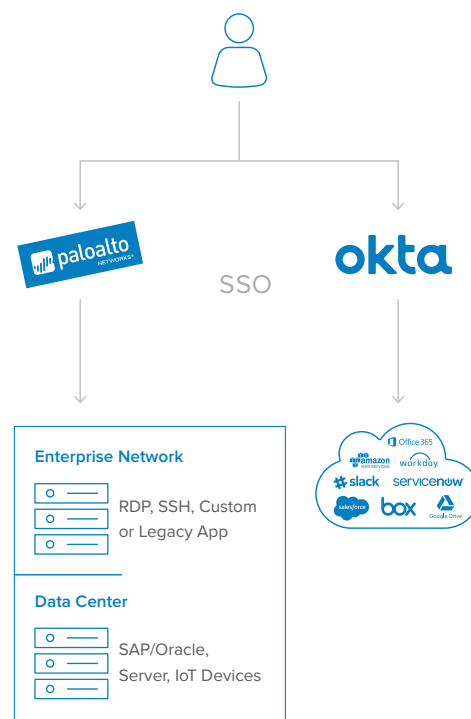 paloalto
NETWORKS®
okta
SSO
Enterprise Network
RDP, SSH, Custom
or Legacy App
Data Center
SAP/Oracle,
Server, IoT Devices
Office 365
amazon
web services
workday.
slack
servicenow
salesforce
box
Google Drive